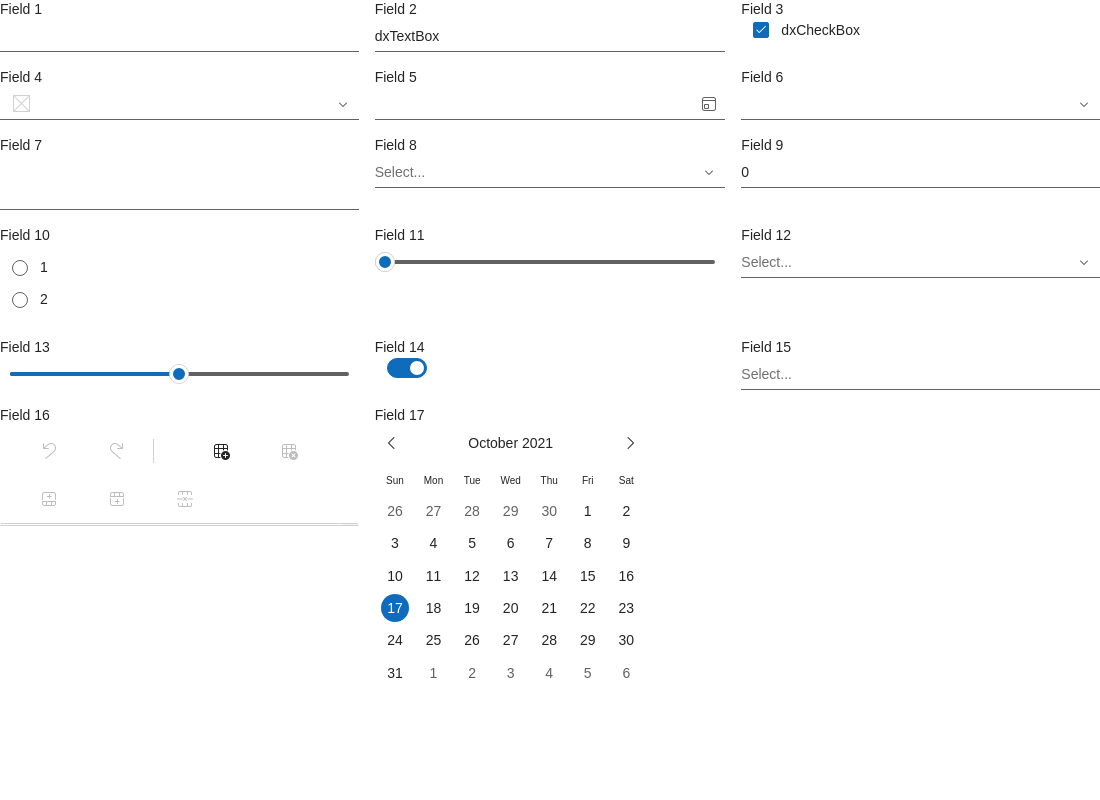 Field 1 Field 2 Field 3
dxTextBox dxCheckBox
Field 4 Field 5 Field 6
Field 7 Field 8 Field 9
Select... 0
Field 10 Field 11 Field 12
1 Select...
2
Field 13 Field 14 Field 15
Select...
Field 16 Field 17
October 2021
Sun Mon Tue Wed Thu Fri Sat
26 27 28 29 30 1 2
3 4 5 6 7 8 9
10 11 12 13 14 15 16
17 18 19 20 21 22 23
24 25 26 27 28 29 30
31 1 2 3 4 5 6